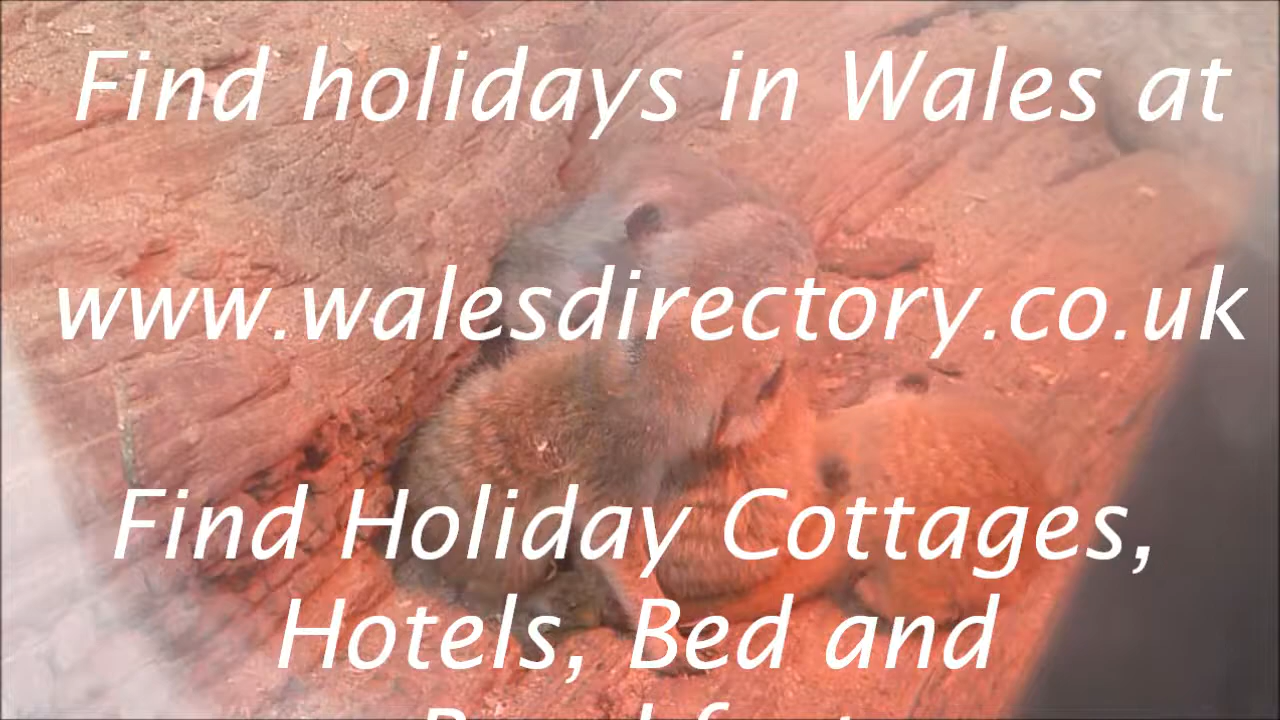 Find holidays in Wales at
www.walesdirectory.co.uk
Find Holiday Cottages,
Hotels, Bed and